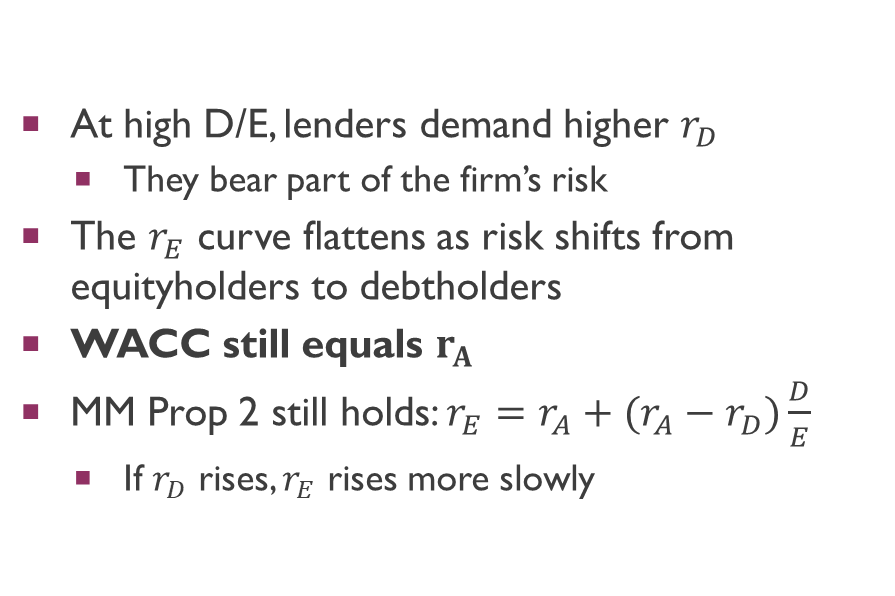 At high D/E, lenders demand higher r_D
They bear part of the firm’s risk
The r_E curve flattens as risk shifts from
equityholders to debtholders
WACC still equals r_A
MM Prop 2 still holds: r_E = r_A + (r_A − r_D) D/E
If r_D rises, r_E rises more slowly